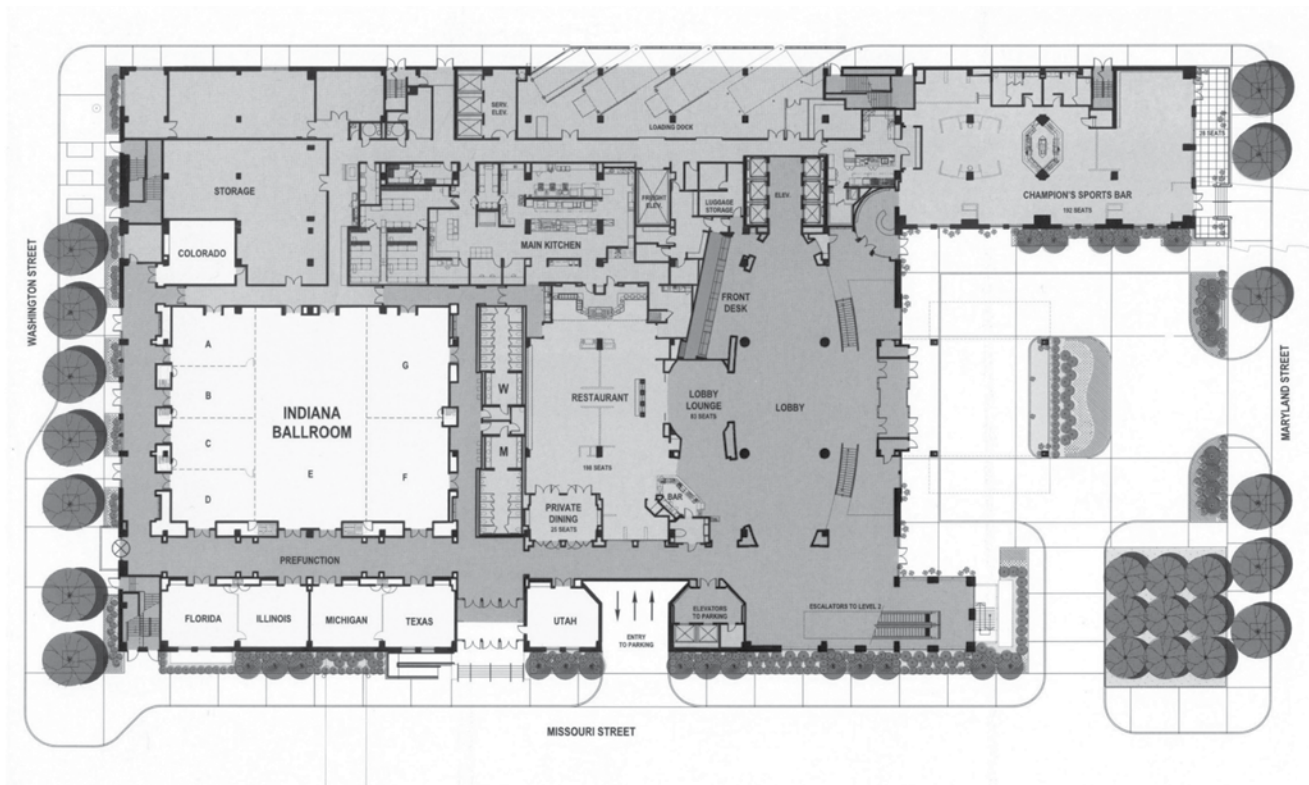 SERV.
ELEV.
LOADING DOCK
28 SEATS
STORAGE
FREIGHT
ELEV.
LUGGAGE
STORAGE
ELEV.
CHAMPION'S SPORTS BAR
192 SEATS
COLORADO
MAIN KITCHEN
WASHINGTON STREET
FRONT
DESK
A
G
B
INDIANA
BALLROOM
W
RESTAURANT
LOBBY
LOUNGE
83 SEATS
LOBBY
MARYLAND STREET
C
M
E
F
D
BAR
PRIVATE
DINING
20 SEATS
PREFUNCTION
FLORIDA
ILLINOIS
MICHIGAN
TEXAS
UTAH
ENTRY
TO PARKING
ELEVATORS
TO PARKING
ESCALATORS TO LEVEL 2
MISSOURI STREET